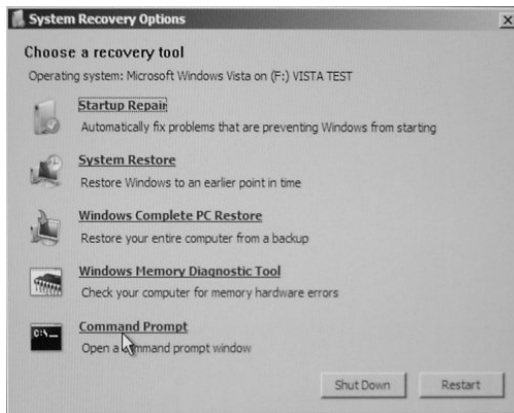 System Recovery Options
Choose a recovery tool
Operating system: Microsoft Windows Vista on (F:) VISTA TEST
Startup Repair
Automatically fix problems that are preventing Windows from starting
System Restore
Restore Windows to an earlier point in time
Windows Complete PC Restore
Restore your entire computer from a backup
Windows Memory Diagnostic Tool
Check your computer for memory hardware errors
C:\_
Command Prompt
Open a command prompt window
Shut Down
Restart